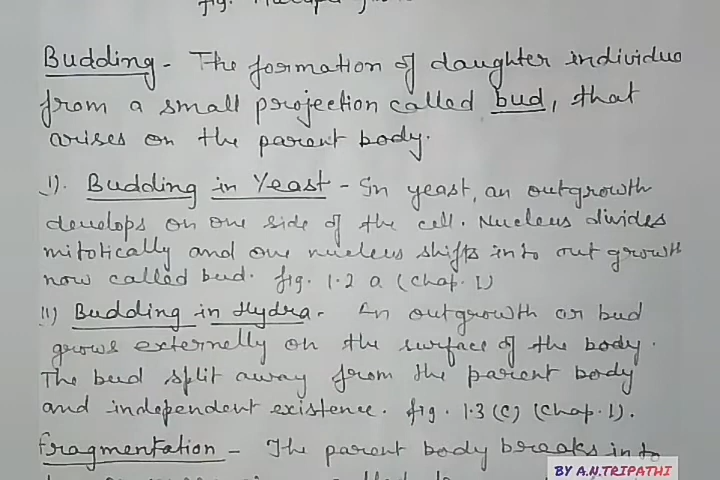 fig.
Budding - The formation of daughter individuo
from a small projection called bud, that
arises on the parent body.
i). Budding in Yeast - In yeast, an outgrowth
develops on one side of the cell. Nucleus divides
mitotically and one nucleus shifts into outgrowth
now called bud. fig. 1.2 a (Chap. 1)
ii) Budding in Hydra - An outgrowth or bud
grows externelly on the surface of the body.
The bud split away from the parent body
and independent existence. fig. 1.3 (c) (Chap. 1).
Fragmentation - The parent body breaks into
BY A.N.TRIPATHI